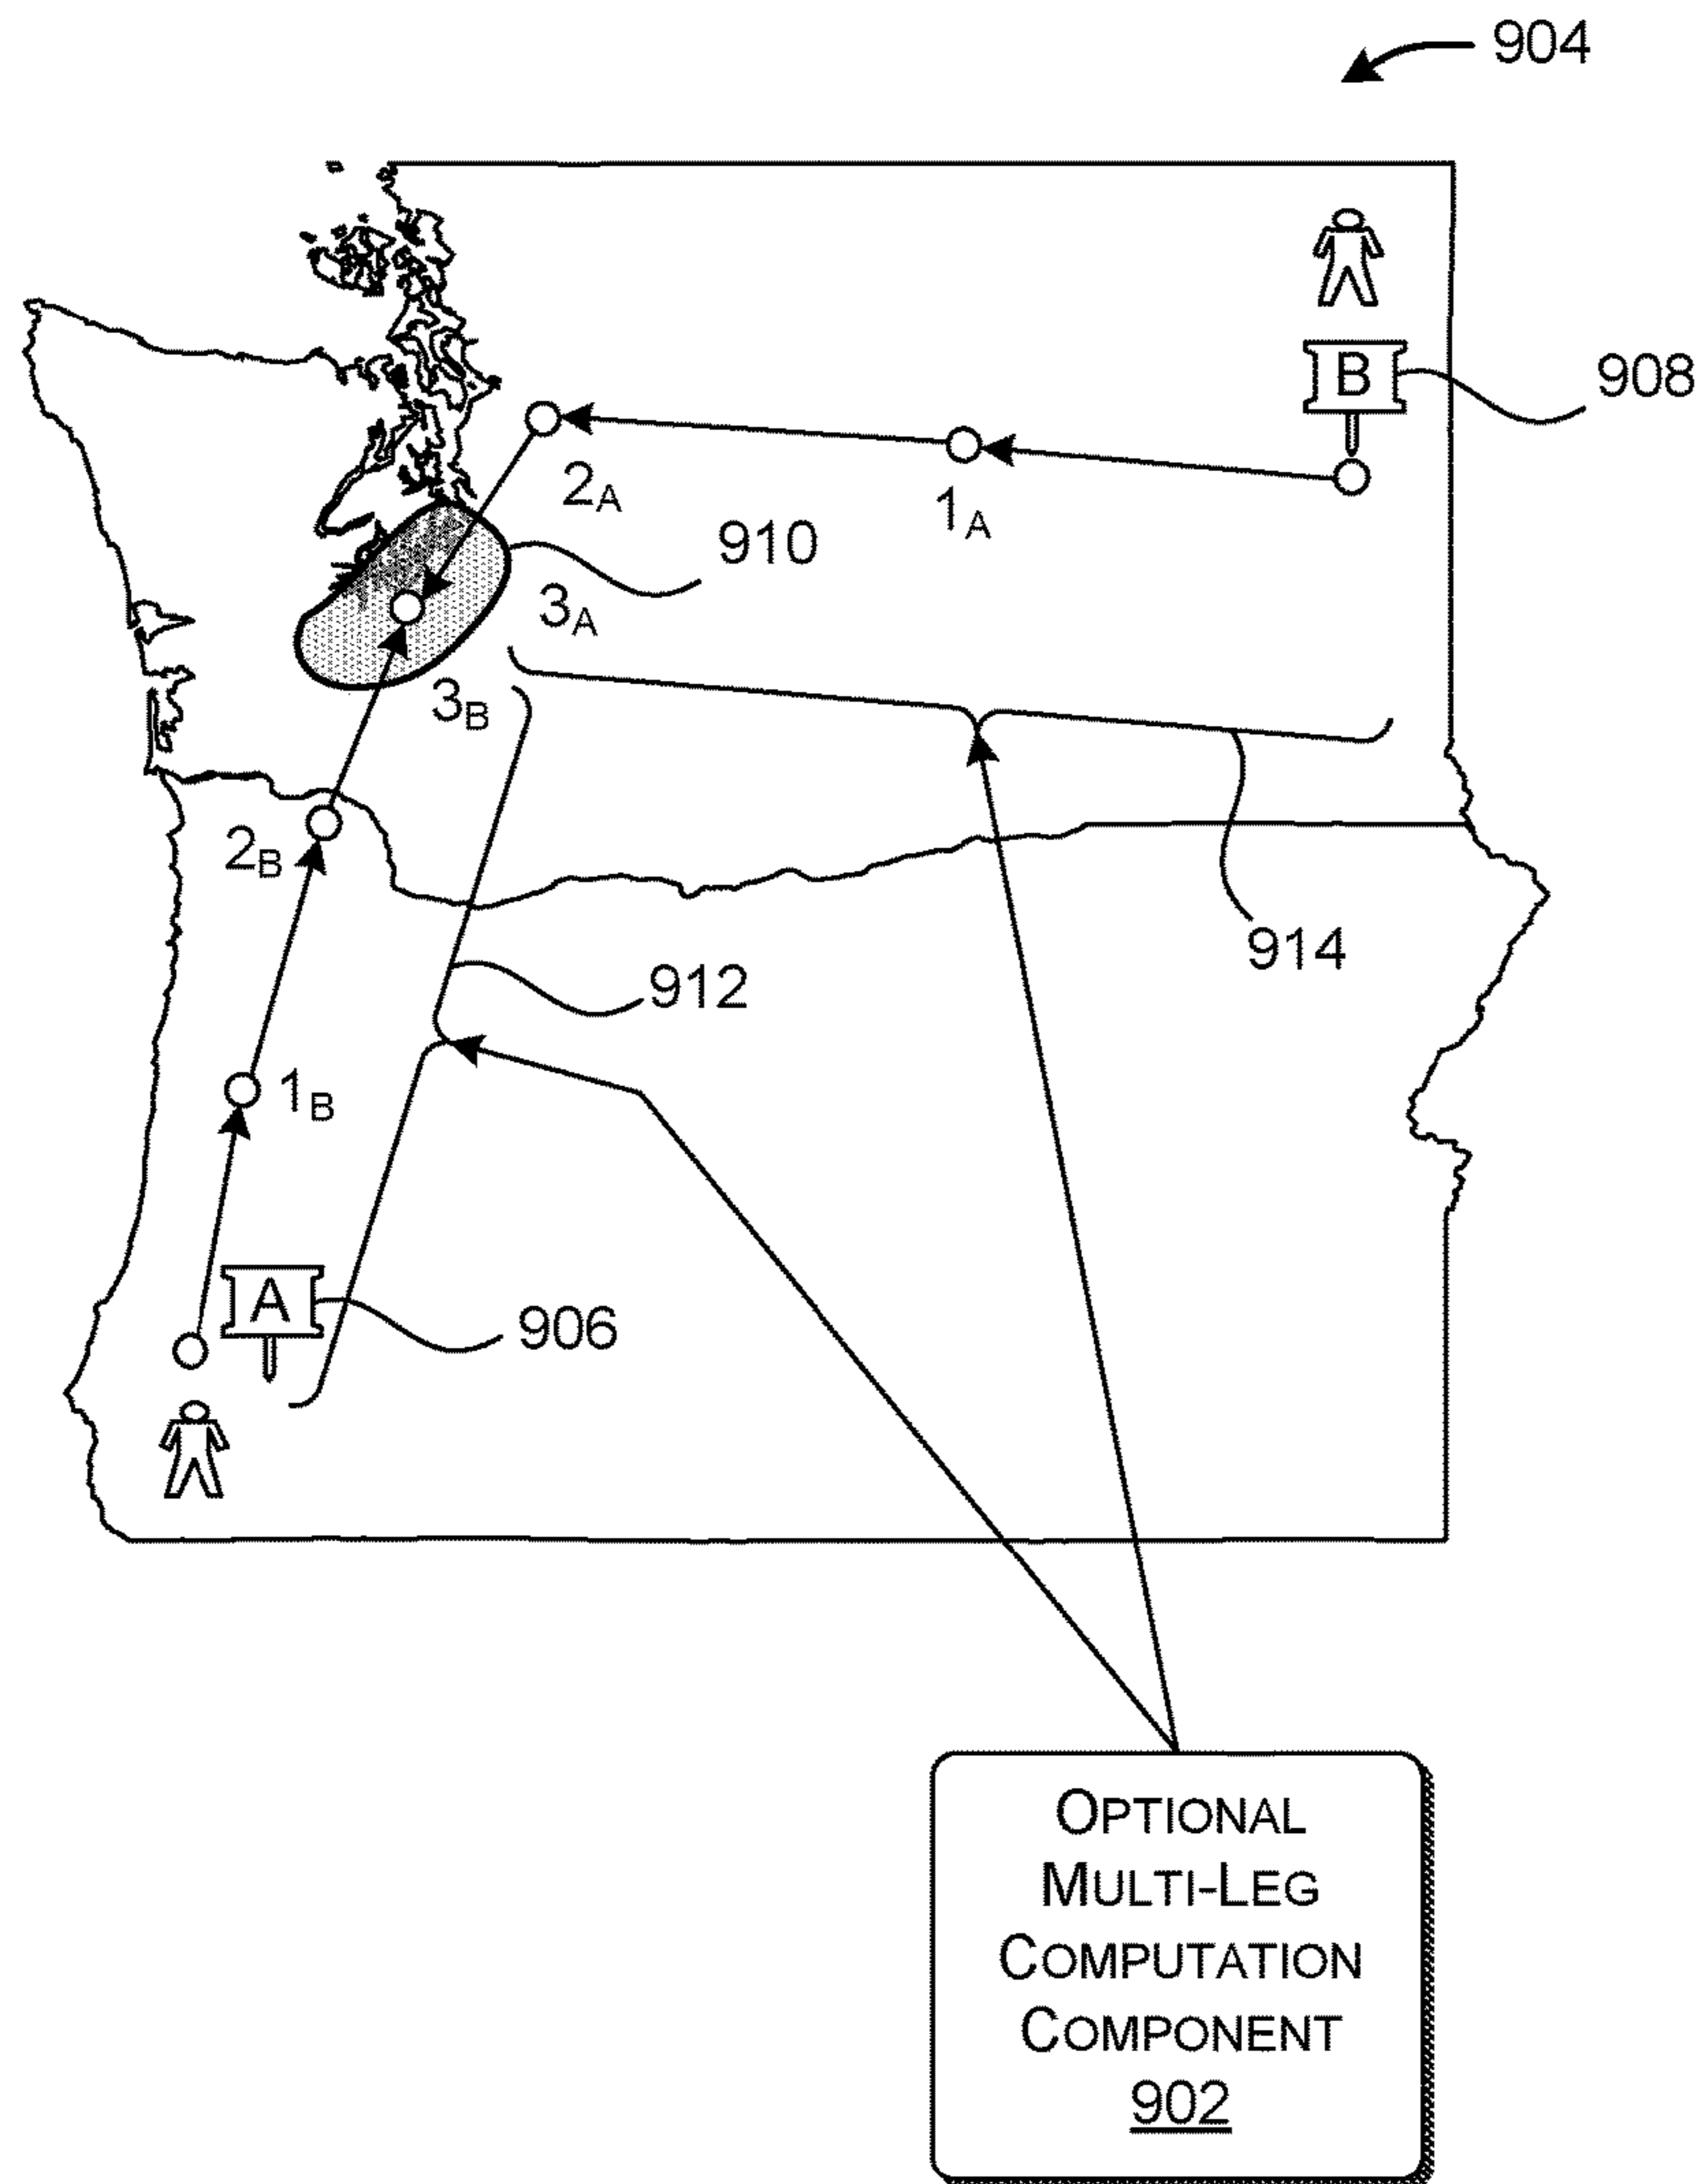 904
B
908
2A
1A
910
3A
3B
2B
914
912
1B
A
906
OPTIONAL
MULTI-LEG
COMPUTATION
COMPONENT
902